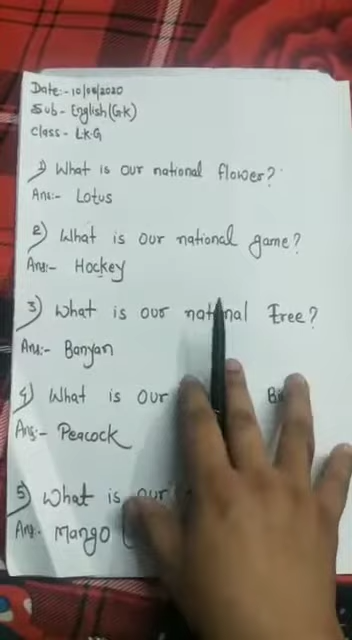 Date:- 10/08/2020
Sub- English(G.K)
Class- L.K.G
1) What is our national flower?
Ans:- Lotus
2) What is our national game?
Ans:- Hockey
3) What is our national Tree?
Ans:- Banyan
4) What is our
Ans:- Peacock
5) What is our
Ans:- Mango